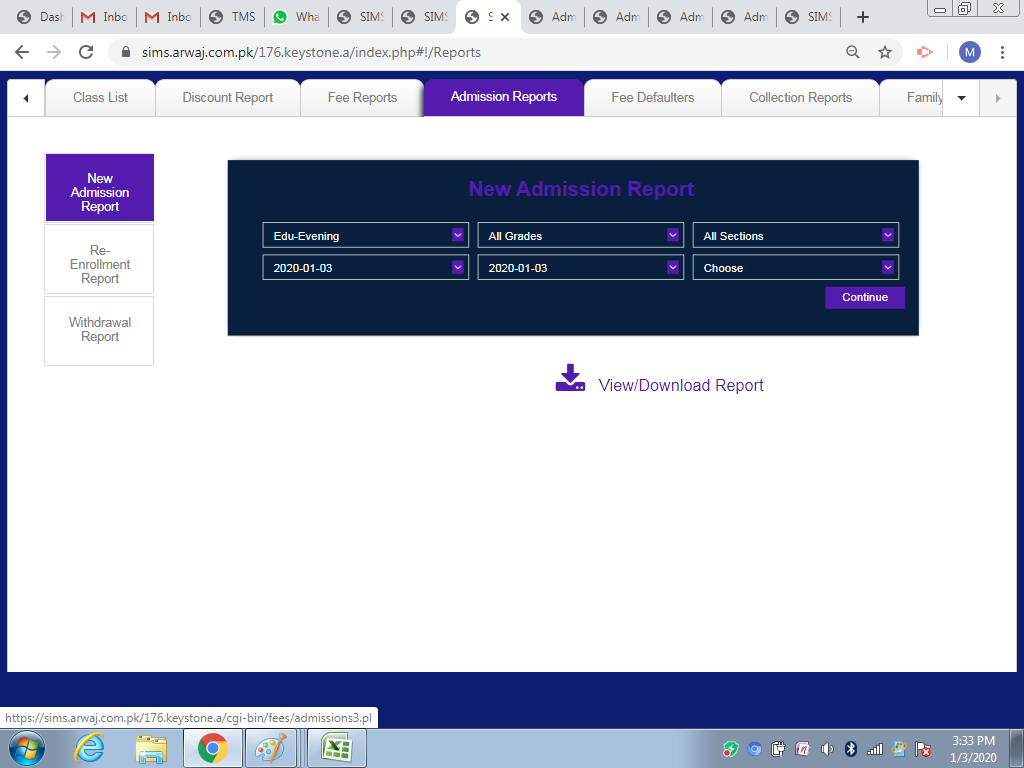 Dash
Inbo
Inbo
TMS
Wha
SIMS
SIMS
S
Adm
Adm
Adm
Adm
SIMS
sims.arwaj.com.pk/176.keystone.a/index.php#!/Reports
M
Class List
Discount Report
Fee Reports
Admission Reports
Fee Defaulters
Collection Reports
Family
New
Admission
Report
Re-
Enrollment
Report
Withdrawal
Report
New Admission Report
Edu-Evening
All Grades
All Sections
2020-01-03
2020-01-03
Choose
Continue
View/Download Report
https://sims.arwaj.com.pk/176.keystone.a/cgi-bin/fees/admissions3.pl
3:33 PM
1/3/2020